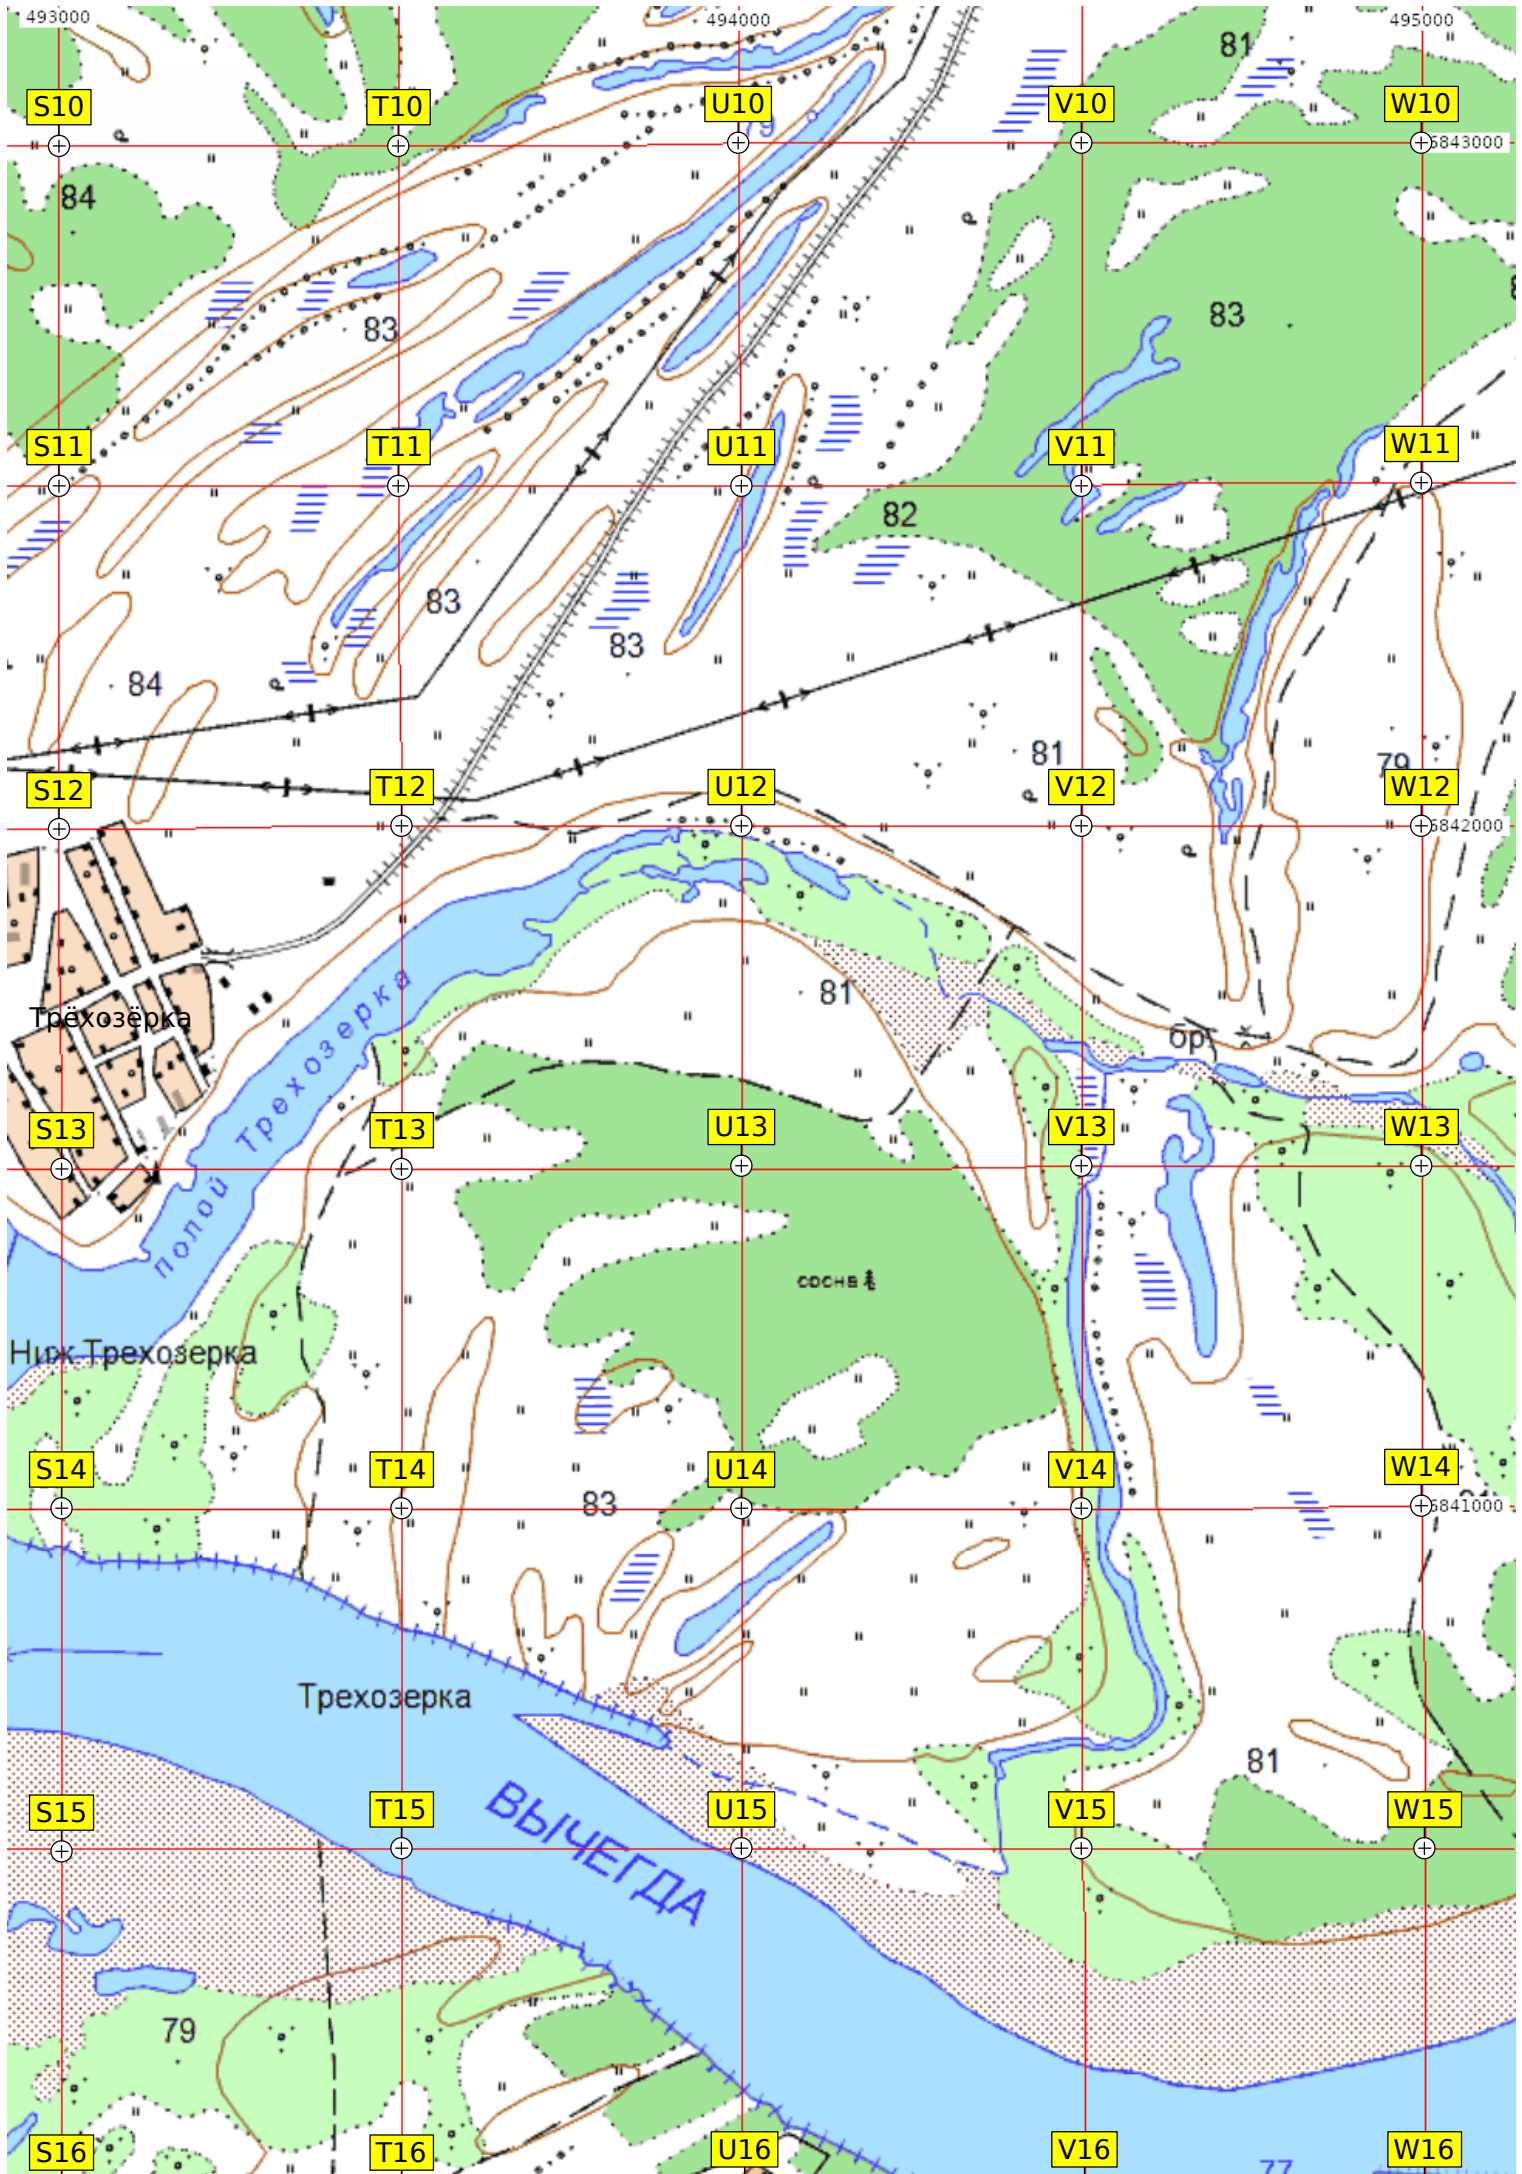 493000 494000 495000
81
S10 T10 U10 V10 W10
5843000
84
83 83
S11 T11 U11 V11 W11
82
83
83
84
81
79
S12 T12 U12 V12 W12
5842000
81
полой Трехозерка
Трёхозёрка
бр.
S13 T13 U13 V13 W13
сосна
Ниж.Трехозерка
S14 T14 U14 V14 W14
83
5841000
Трехозерка
81
ВЫЧЕГДА
S15 T15 U15 V15 W15
79
S16 T16 U16 V16 W16
77